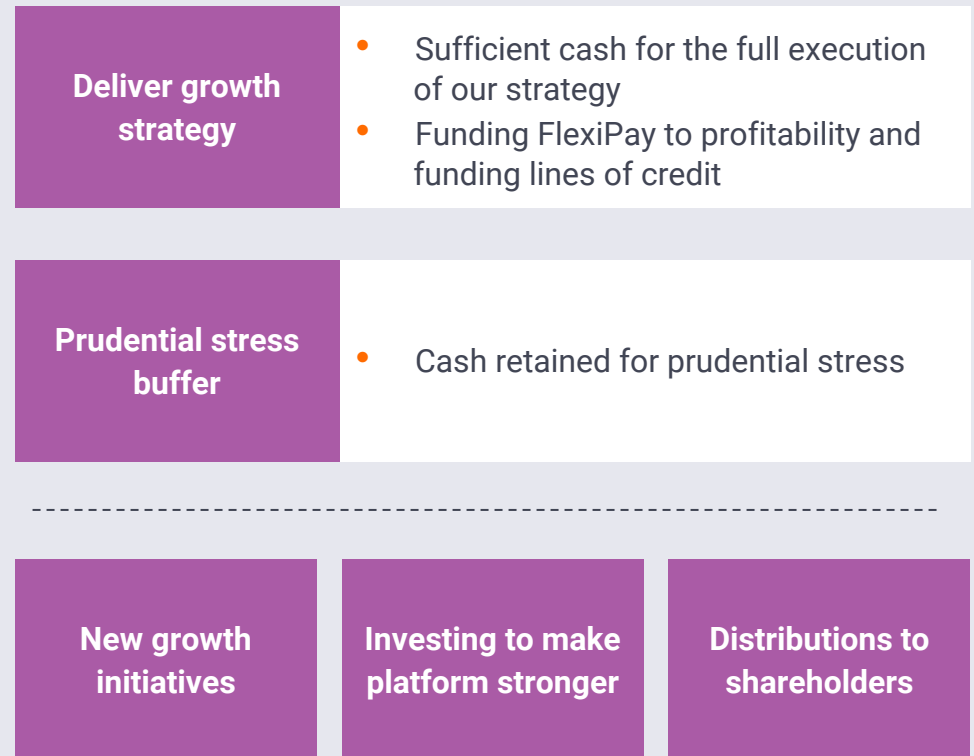 Deliver growth
strategy
• Sufficient cash for the full execution
of our strategy
• Funding FlexiPay to profitability and
funding lines of credit
Prudential stress
buffer
• Cash retained for prudential stress
New growth
initiatives
Investing to make
platform stronger
Distributions to
shareholders